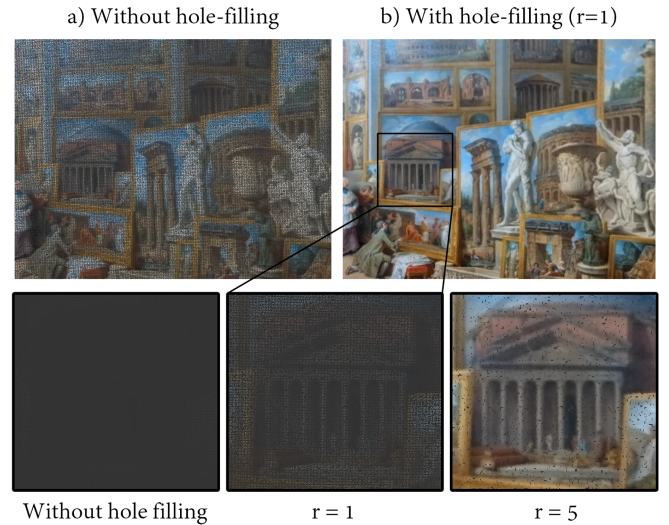 a) Without hole-filling
b) With hole-filling (r=1)
Without hole filling
r = 1
r = 5